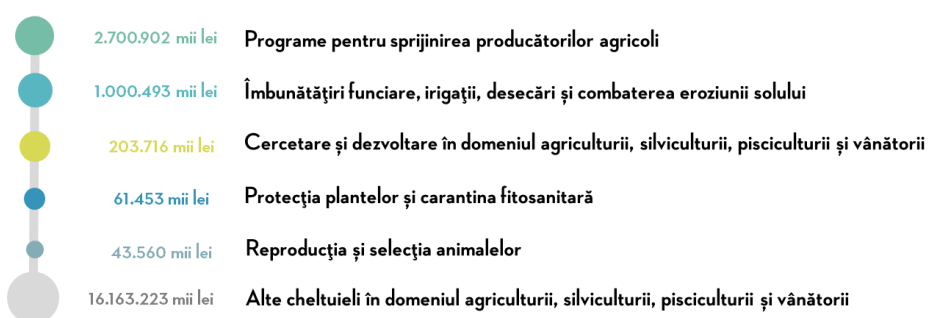 2.700.902 mii lei Programe pentru sprijinirea producătorilor agricoli
1.000.493 mii lei Îmbunătăţiri funciare, irigaţii, desecări și combaterea eroziunii solului
203.716 mii lei Cercetare și dezvoltare în domeniul agriculturii, silviculturii, pisciculturii și vânătorii
61.453 mii lei Protecţia plantelor și carantina fitosanitară
43.560 mii lei Reproducţia și selecţia animalelor
16.163.223 mii lei Alte cheltuieli în domeniul agriculturii, silviculturii, pisciculturii și vânătorii